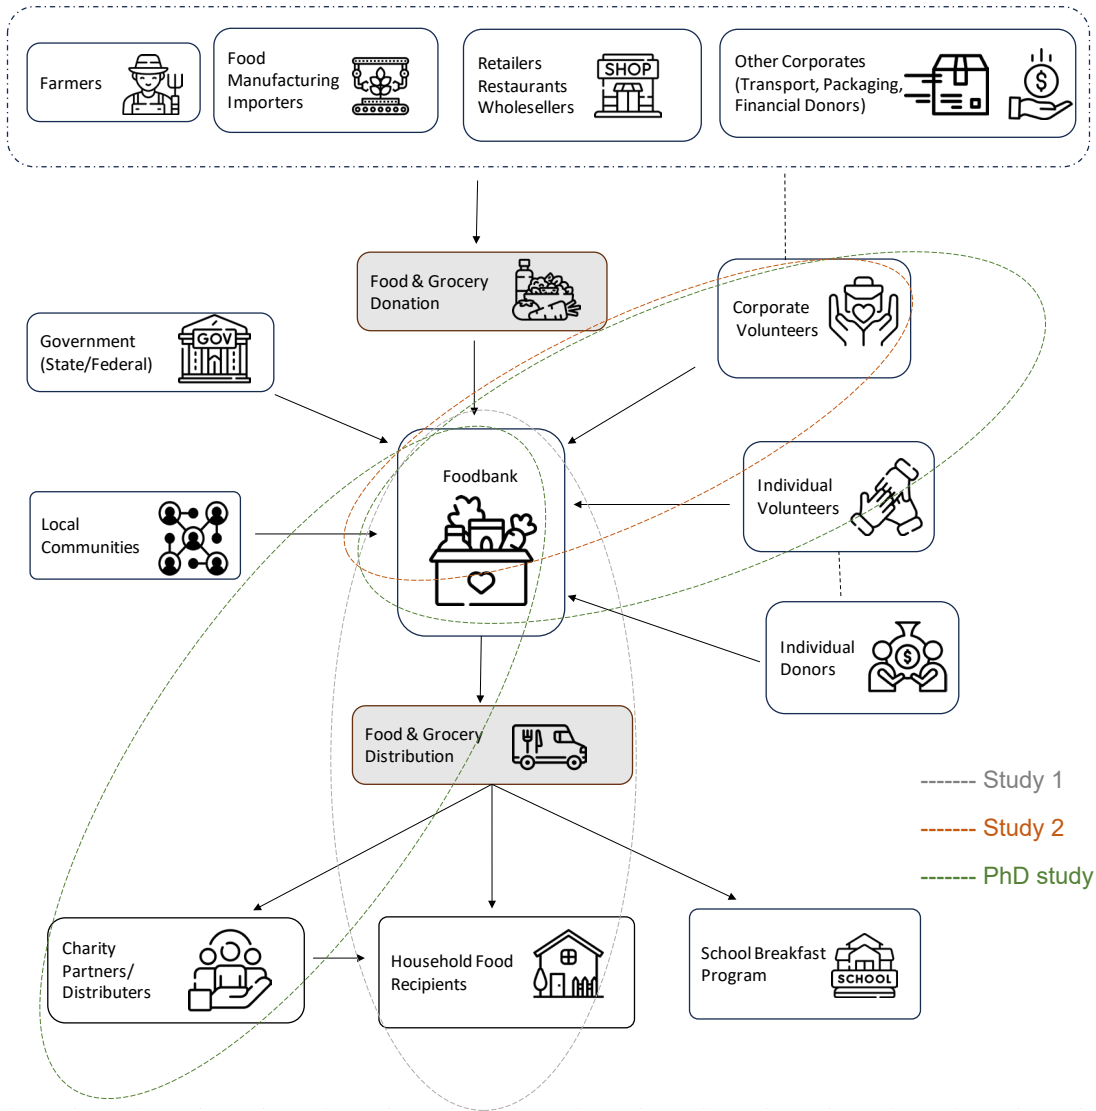 Farmers
Food
Manufacturing
Importers
Retailers
Restaurants
Wholesellers
SHOP
Other Corporates
(Transport, Packaging,
Financial Donors)
$
Food & Grocery
Donation
Corporate
Volunteers
Government
(State/Federal)
GOV
Foodbank
Individual
Volunteers
Local
Communities
Individual
Donors
$
Food & Grocery
Distribution
Study 1
Study 2
PhD study
Charity
Partners/
Distributers
Household Food
Recipients
School Breakfast
Program
SCHOOL